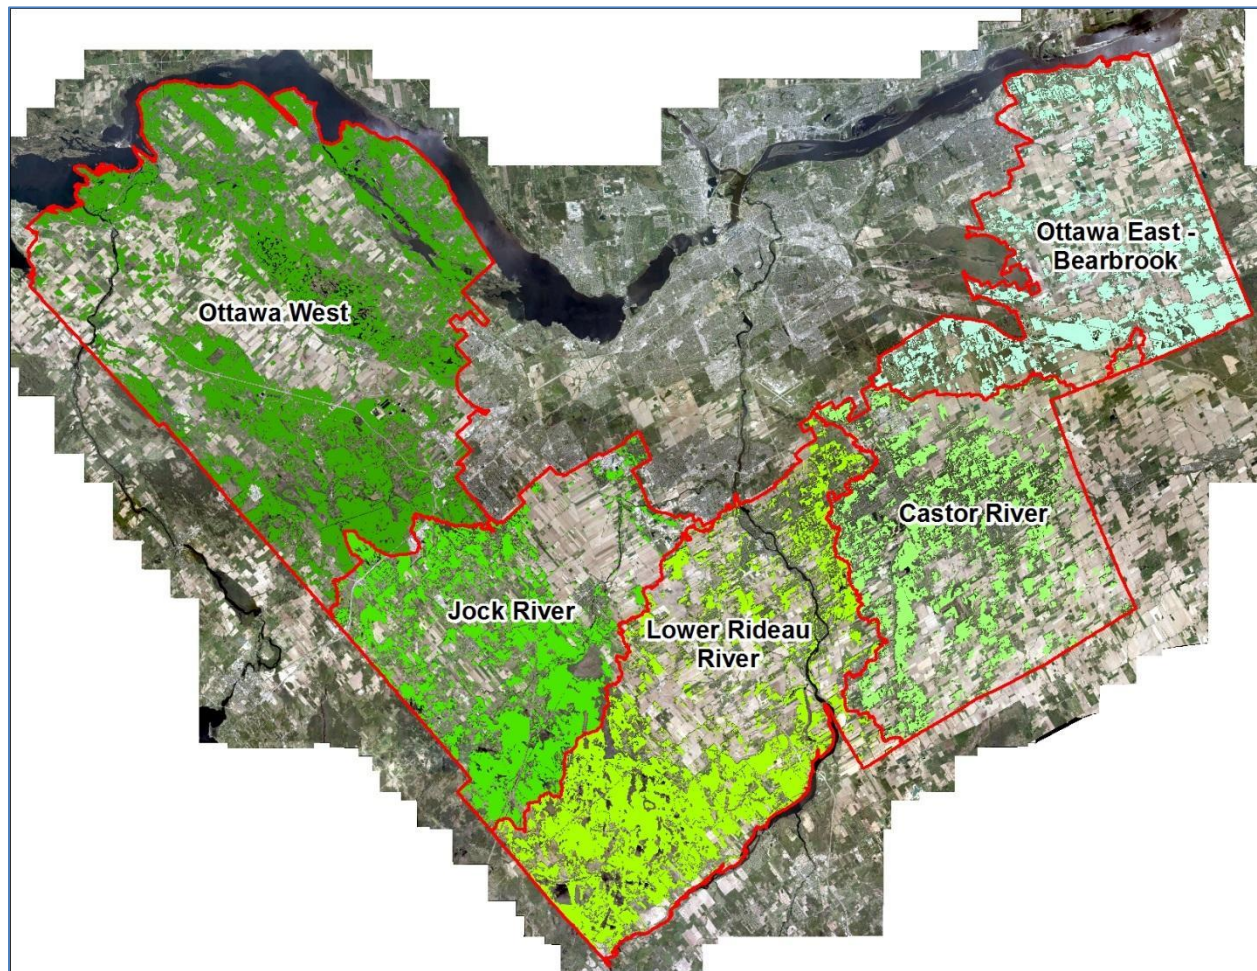 Ottawa East -
Bearbrook
Ottawa West
Castor River
Jock River
Lower Rideau
River